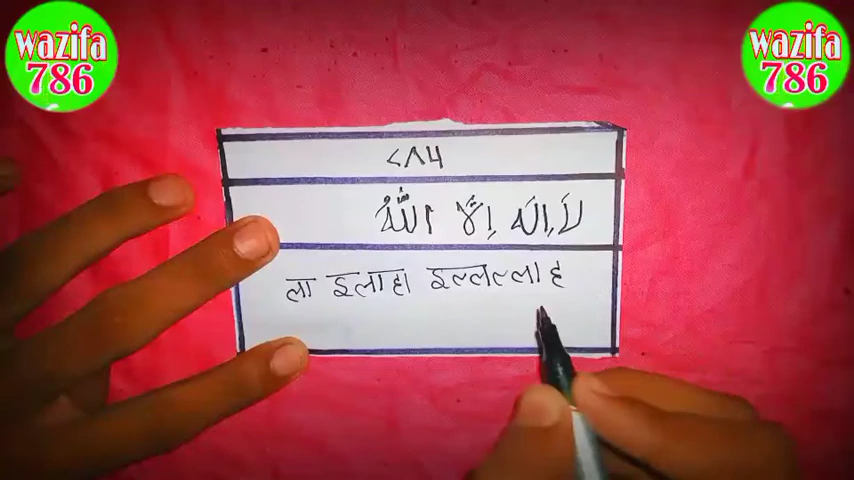 wazifa
786
wazifa
786
۷۸۶
لَا اِلٰهَ اِلَّا اللّٰهُ
ला इलाहा इल्लल्लाह